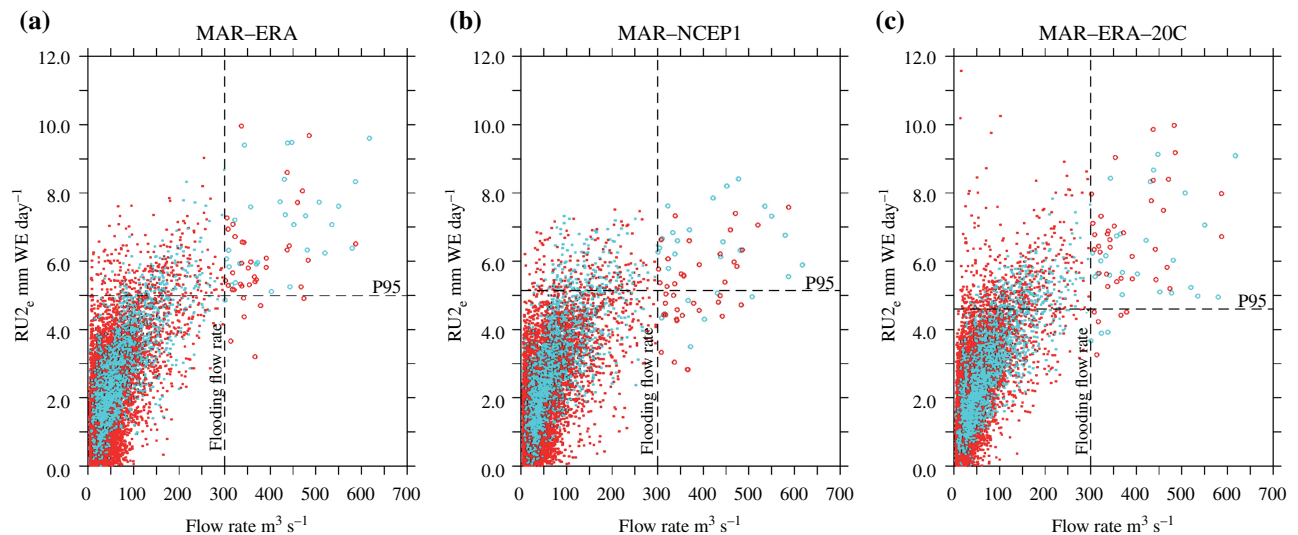 (a)
MAR–ERA
12.0
10.0
8.0
6.0
4.0
2.0
0.0
RU2e mm WE day−1
P95
Flooding flow rate
0 100 200 300 400 500 600 700
Flow rate m3 s−1
(b)
MAR–NCEP1
12.0
10.0
8.0
6.0
4.0
2.0
0.0
RU2e mm WE day−1
P95
Flooding flow rate
0 100 200 300 400 500 600 700
Flow rate m3 s−1
(c)
MAR–ERA–20C
12.0
10.0
8.0
6.0
4.0
2.0
0.0
RU2e mm WE day−1
P95
Flooding flow rate
0 100 200 300 400 500 600 700
Flow rate m3 s−1